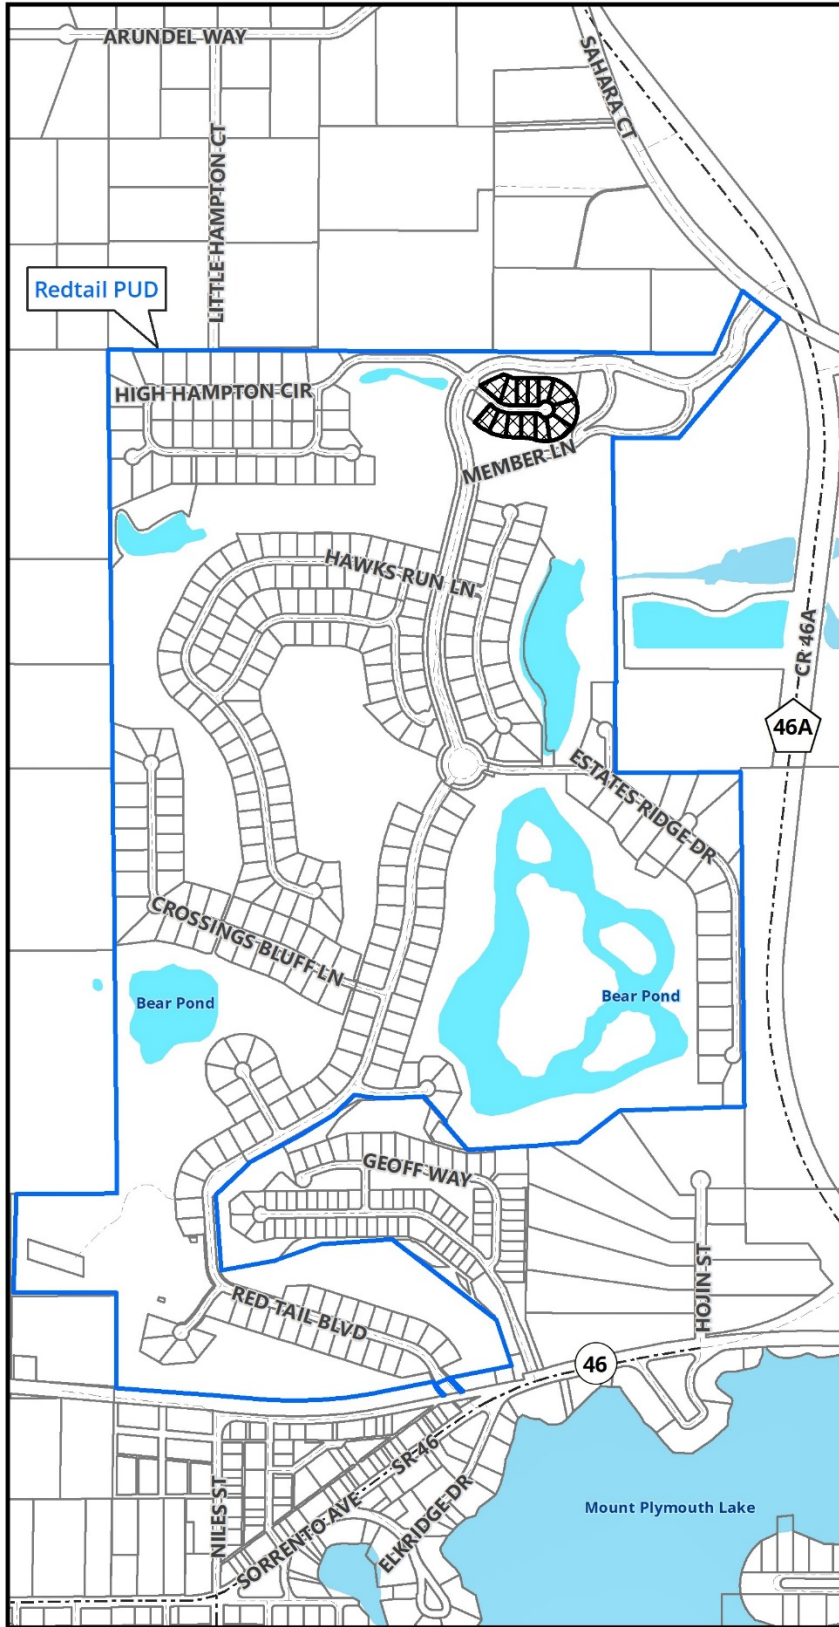 ARUNDEL WAY
SAHARA CT
LITTLE HAMPTON CT
Redtail PUD
HIGH HAMPTON CIR
MEMBER LN
HAWKS RUN LN
CR 46A
46A
ESTATES RIDGE DR
CROSSINGS BLUFF LN
Bear Pond
Bear Pond
GEOFF WAY
HOJIN ST
RED TAIL BLVD
46
SR 46
NILES ST
SORRENTO AVE
ELKRIDGE DR
Mount Plymouth Lake